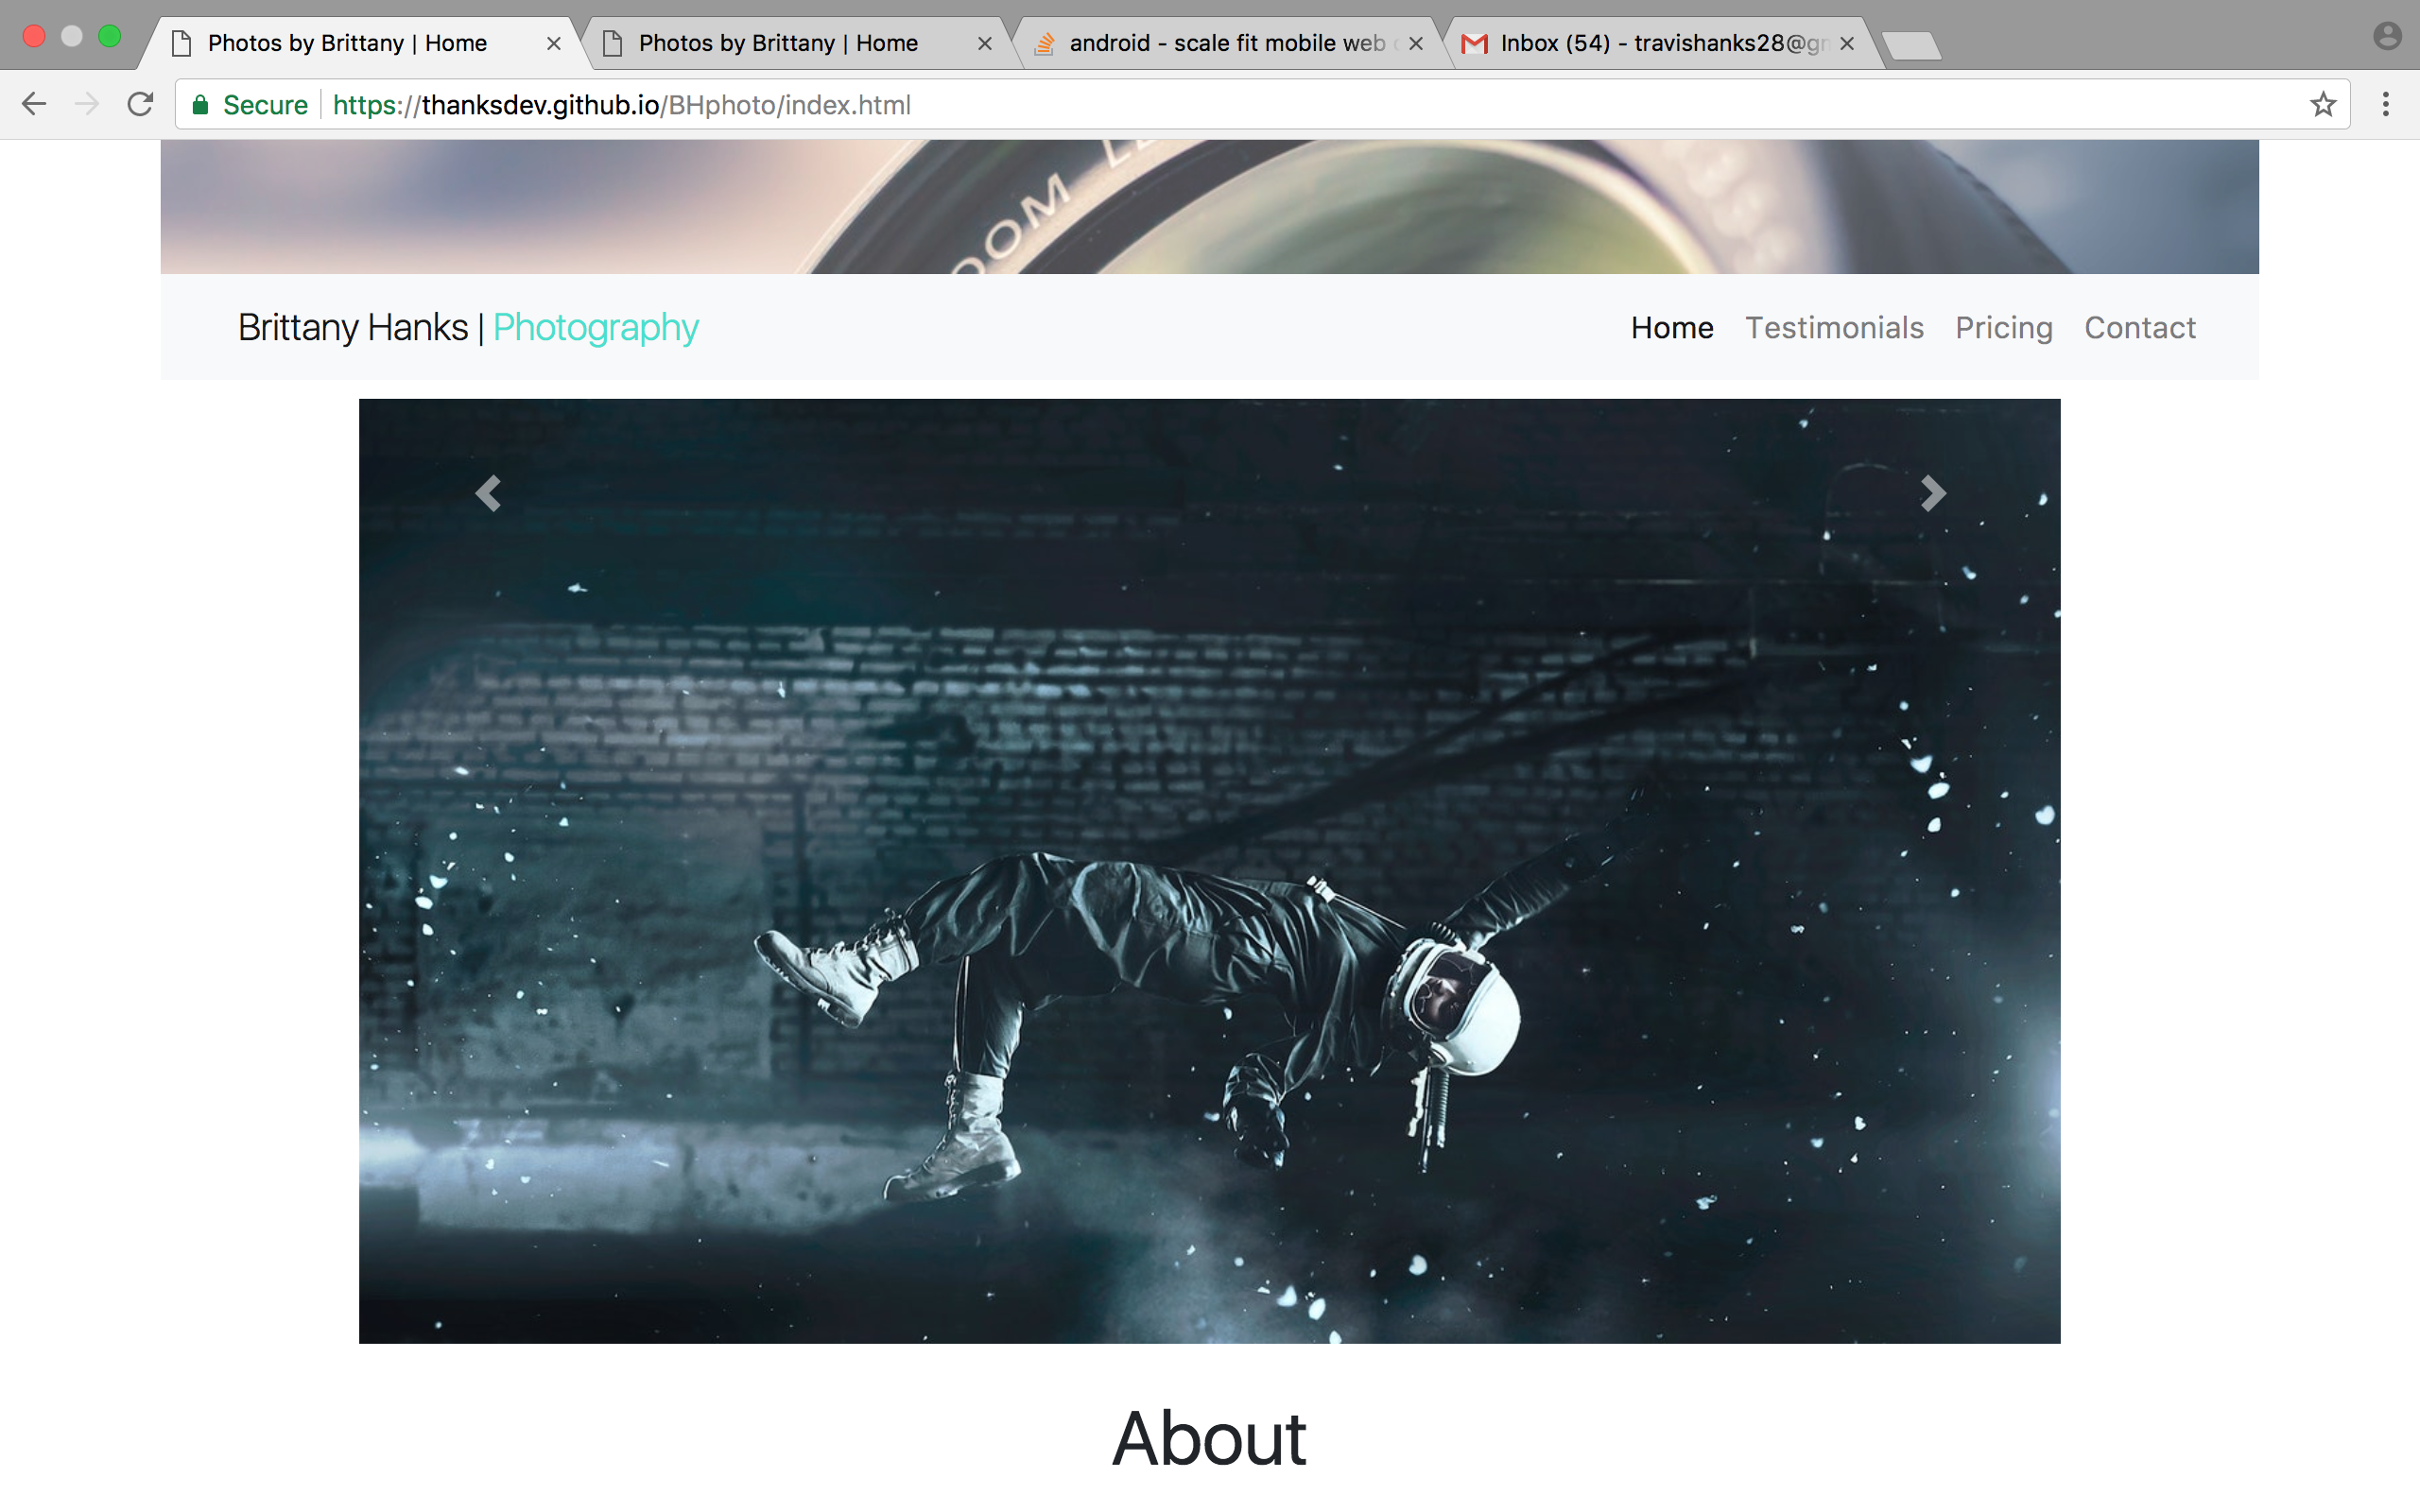 Photos by Brittany | Home
Photos by Brittany | Home
android - scale fit mobile web
Inbox (54) - travishanks28@gm
Secure https://thanksdev.github.io/BHphoto/index.html
OOM
Brittany Hanks | Photography
Home Testimonials Pricing Contact
About